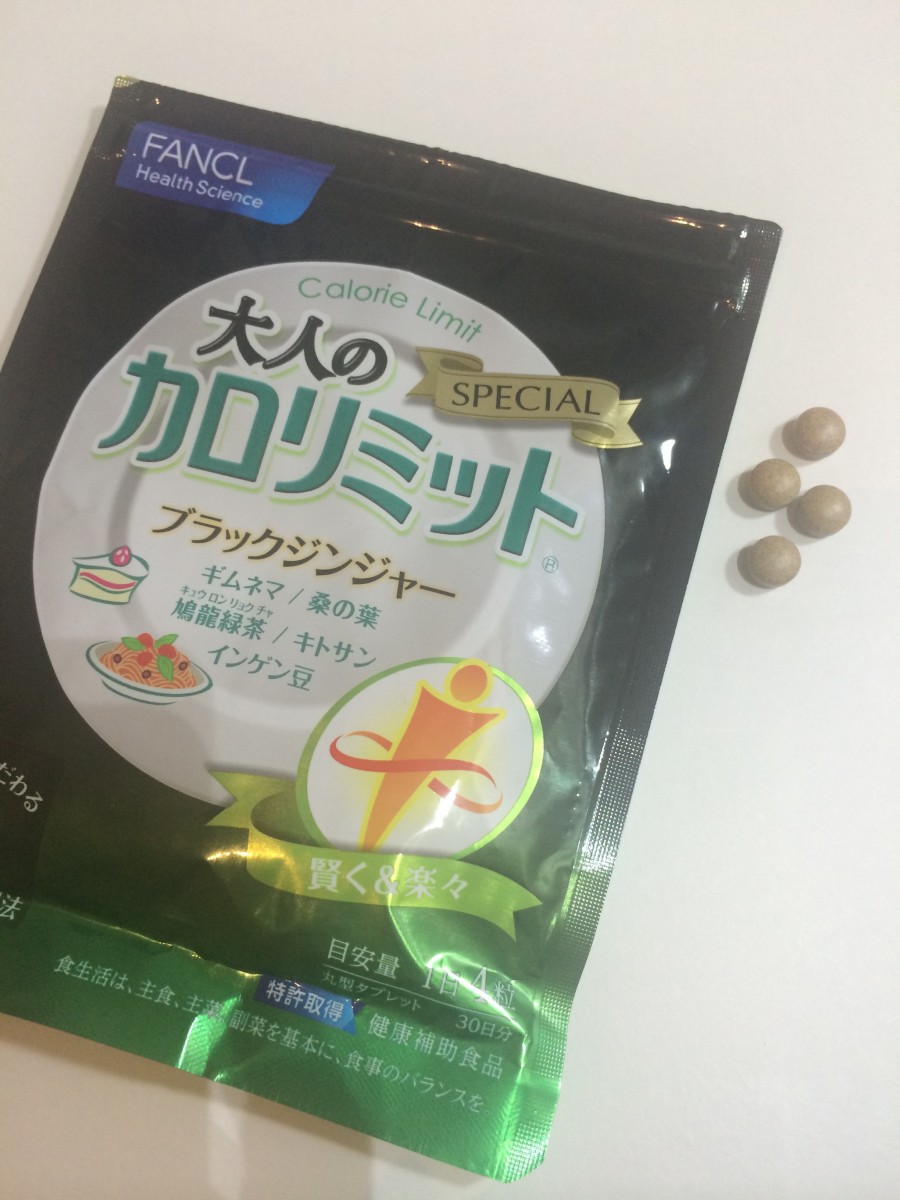 FANCL
Health Science
Calorie Limit
大人の
SPECIAL
カロリミット®
ブラックジンジャー
ギムネマ / 桑の葉
キュウロンリョクチャ
鳩龍緑茶 / キトサン
インゲン豆
だわる
法
賢く&楽々
目安量 1日 4粒
丸型タブレット 30日分
特許取得 健康補助食品
食生活は、主食、主菜、副菜を基本に、食事のバランスを